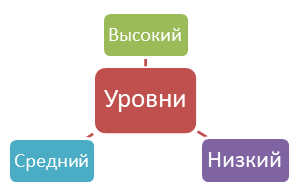 Высокий
Уровни
Средний
Низкий